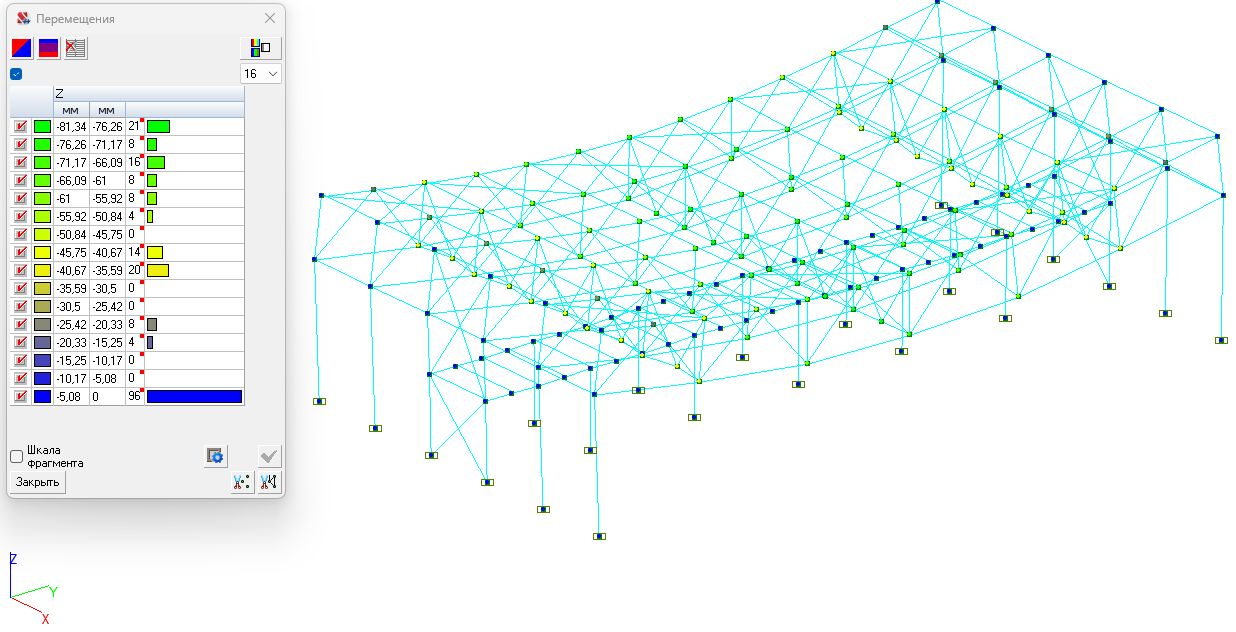 Перемещения
16
Z
мм мм
-81,34 -76,26 21
-76,26 -71,17 8
-71,17 -66,09 16
-66,09 -61 8
-61 -55,92 8
-55,92 -50,84 4
-50,84 -45,75 0
-45,75 -40,67 14
-40,67 -35,59 20
-35,59 -30,5 0
-30,5 -25,42 0
-25,42 -20,33 8
-20,33 -15,25 4
-15,25 -10,17 0
-10,17 -5,08 0
-5,08 0 96
Шкала
фрагмента
Закрыть
Z
Y
X